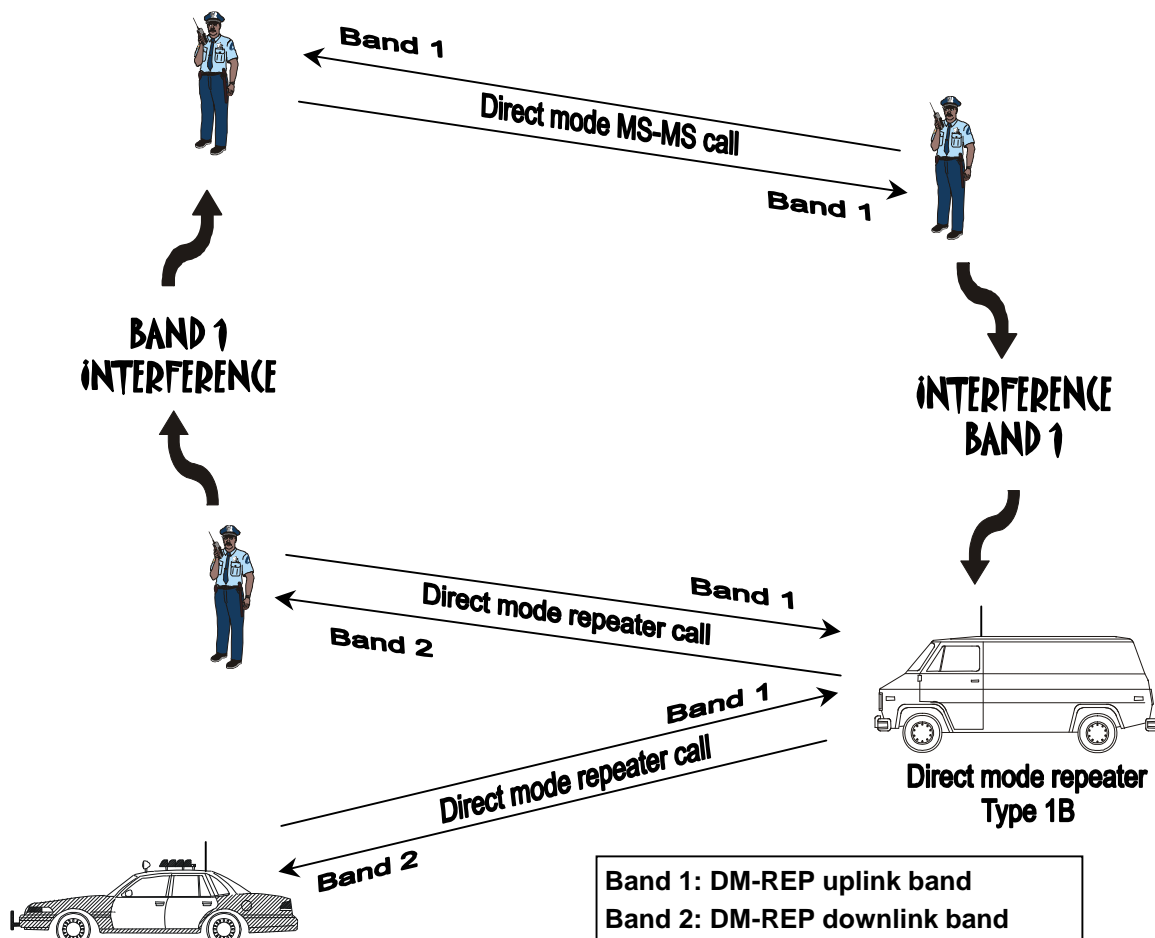 Band 1
Direct mode MS-MS call
Band 1
BAND 1
INTERFERENCE
INTERFERENCE
BAND 1
Band 1
Direct mode repeater call
Band 2
Band 1
Direct mode repeater call
Band 2
Direct mode repeater
Type 1B
Band 1: DM-REP uplink band
Band 2: DM-REP downlink band